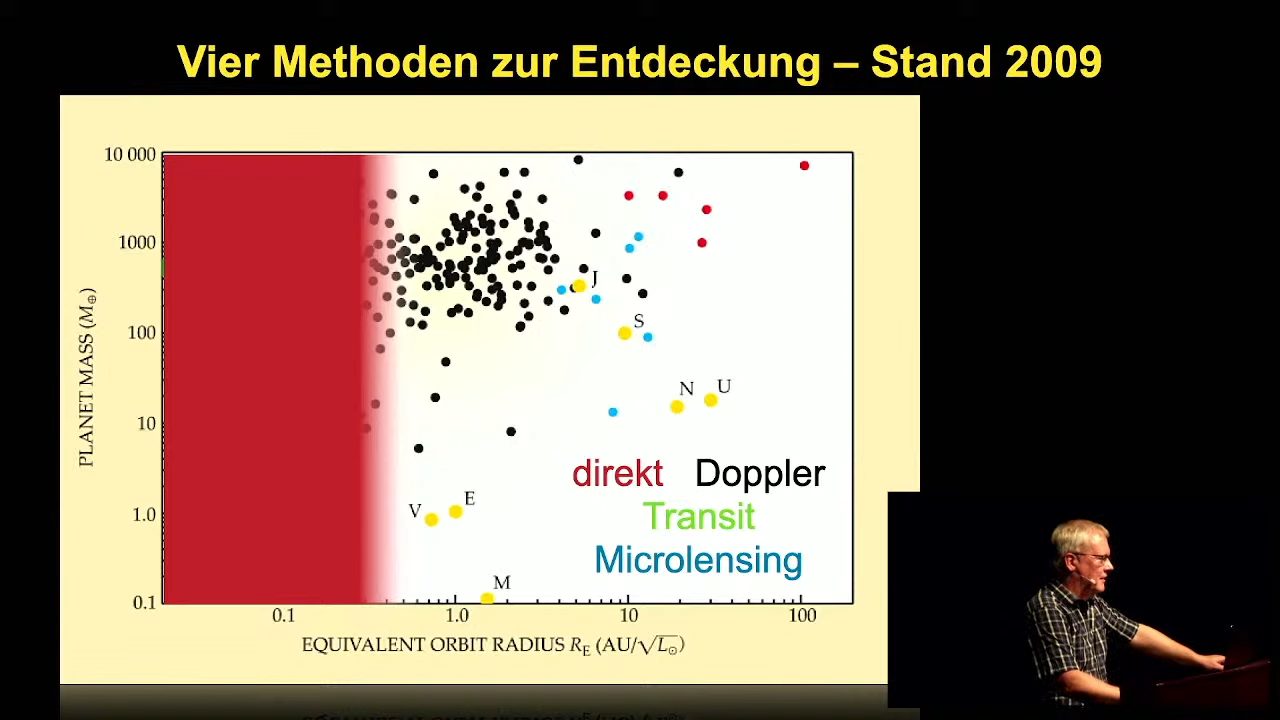 Vier Methoden zur Entdeckung – Stand 2009
10 000
1000
100
10
1.0
0.1
PLANET MASS (M⊕)
J
S
N U
V E
M
direkt Doppler
Transit
Microlensing
0.1 1.0 10 100
EQUIVALENT ORBIT RADIUS RE (AU/√L☉)